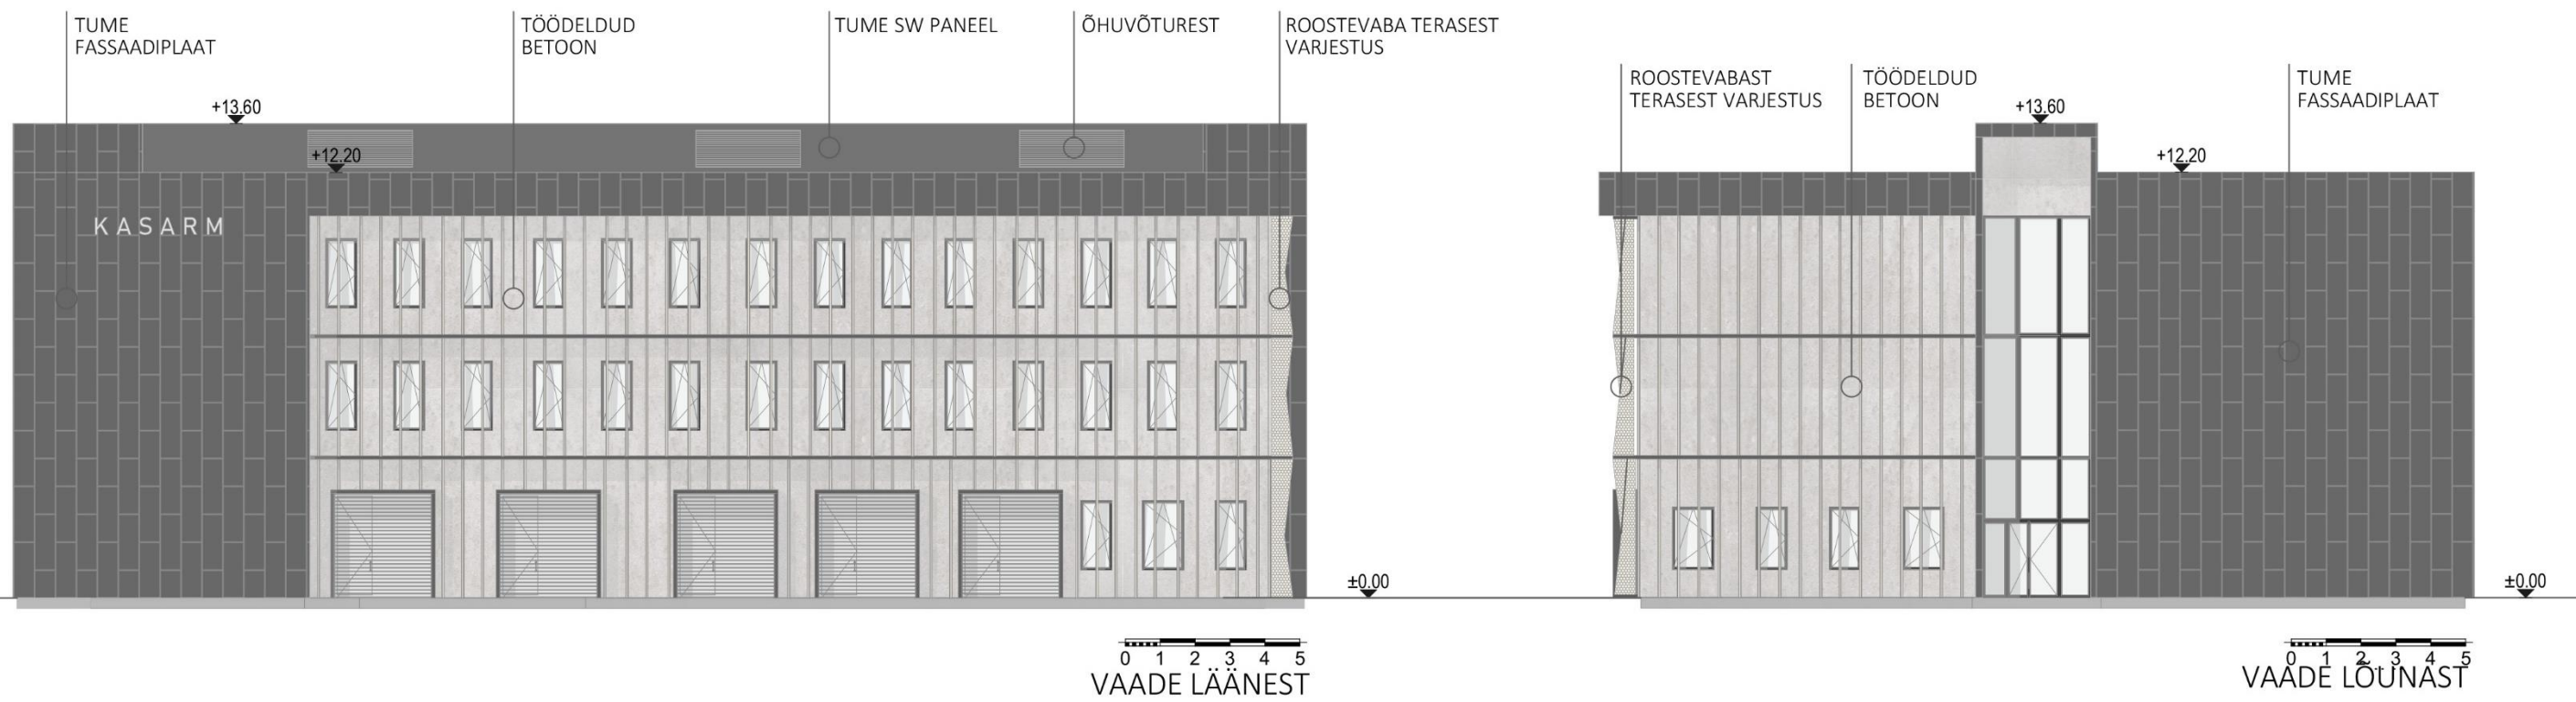 TUME
FASSAADIPLAAT
TÖÖDELDUD
BETOON
TUME SW PANEEL
ÕHUVÕTUREST
ROOSTEVABA TERASEST
VARJESTUS
+13.60
+12.20
KASARM
±0.00
0 1 2 3 4 5
VAADE LÄÄNEST
ROOSTEVABAST
TERASEST VARJESTUS
TÖÖDELDUD
BETOON
+13.60
+12.20
TUME
FASSAADIPLAAT
±0.00
0 1 2 3 4 5
VAADE LÕUNAST